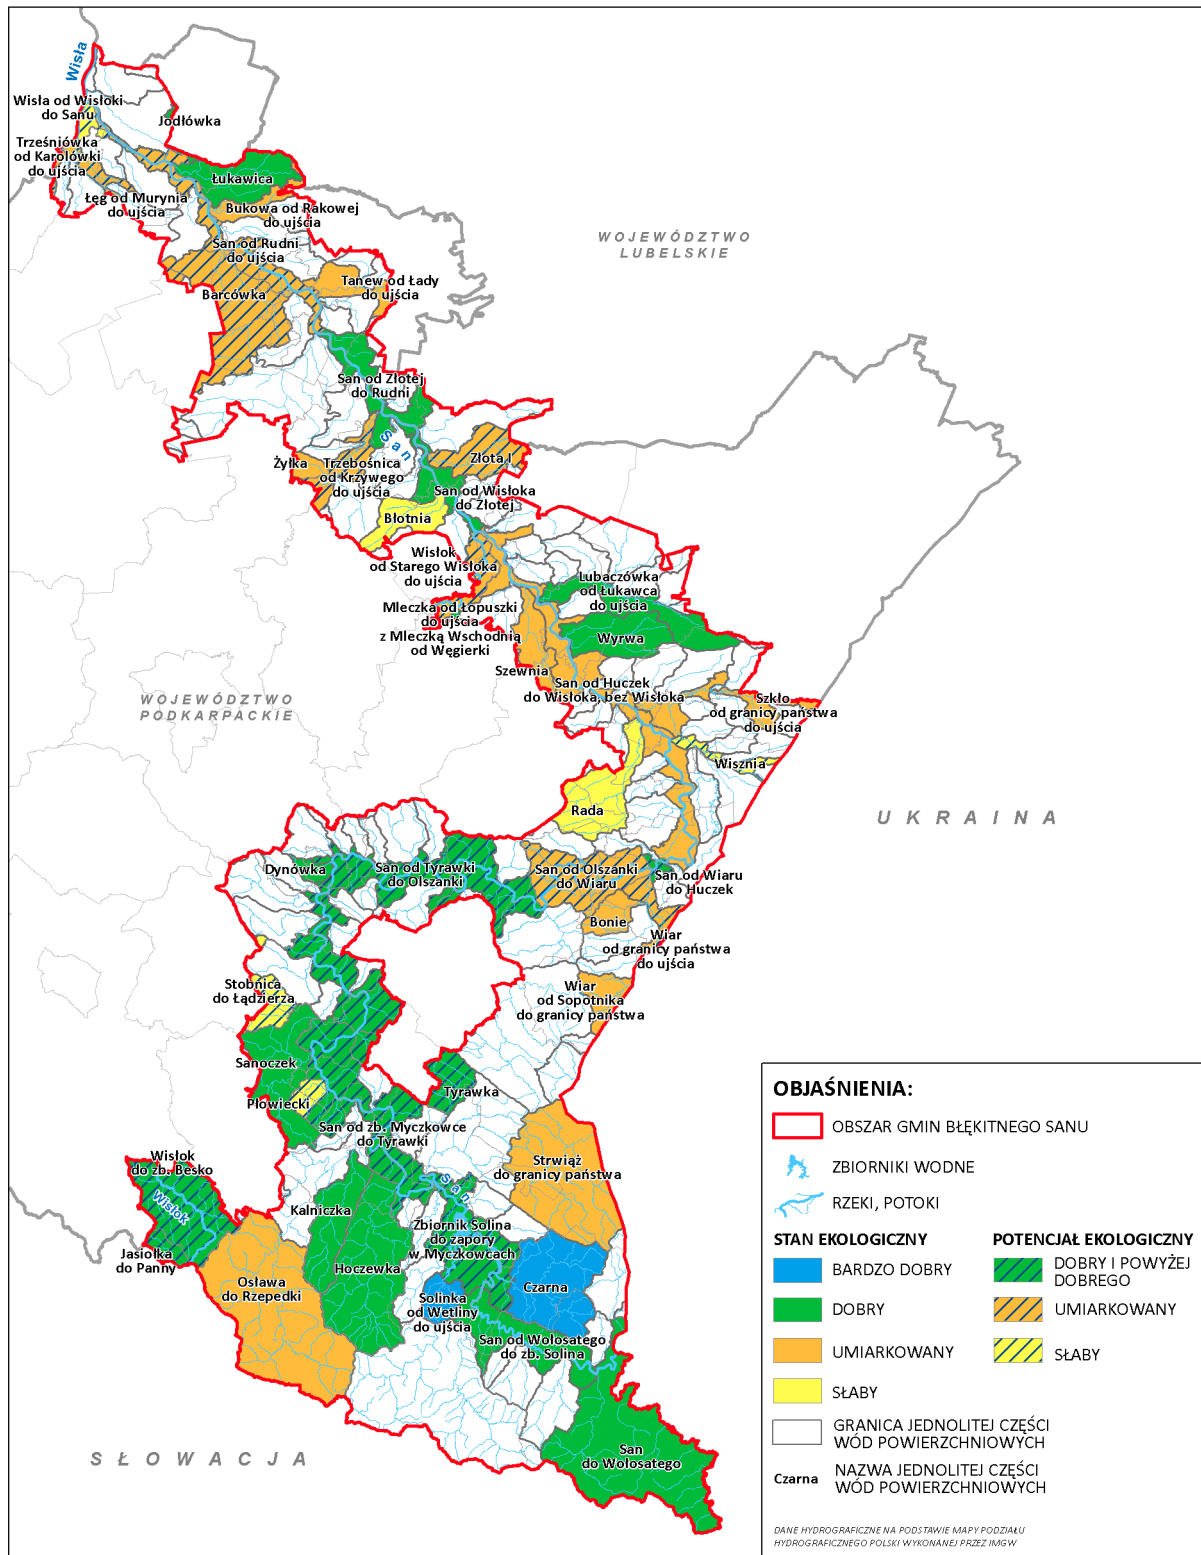 Wisła
Wisła od Wisłoki
do Sanu
Jodłówka
Trześniówka
od Karolówki
do ujścia
Łęg od Murynia
do ujścia
Łukawica
Bukowa od Rakowej
do ujścia
San od Rudni
do ujścia
WOJEWÓDZTWO
LUBELSKIE
Tanew od Łady
do ujścia
Barcówka
San od Złotej
do Rudni
San
Żyłka
Trzebośnica
od Krzywego
do ujścia
Złota I
San od Wisłoka
do Złotej
Błotnia
Wisłok
od Starego Wisłoka
do ujścia
Lubaczówka
od Łukawca
do ujścia
Mleczka od Łopuszki
do ujścia
z Mleczką Wschodnią
od Węgierki
Wyrwa
Szewnia
San od Huczek
do Wisłoka, bez Wisłoka
Szkło
od granicy państwa
do ujścia
WOJEWÓDZTWO
PODKARPACKIE
Wisznia
Rada
UKRAINA
Dynówka
San od Tyrawki
do Olszanki
San od Olszanki
do Wiaru
San od Wiaru
do Huczek
Bonie
Wiar
od granicy państwa
do ujścia
Stobnica
do Łądzierza
Wiar
od Sopotnika
do granicy państwa
Sanoczek
Płowiecki
Tyrawka
San od zb. Myczkowce
do Tyrawki
Wisłok
do zb. Besko
Wisłok
Strwiąż
do granicy państwa
San
Kalniczka
Zbiornik Solina
do zapory
w Myczkowcach
Jasiołka
do Panny
Hoczewka
Osława
do Rzepedki
Czarna
Solinka
od Wetliny
do ujścia
San od Wołosatego
do zb. Solina
San
do Wołosatego
SŁOWACJA
OBJAŚNIENIA:
OBSZAR GMIN BŁĘKITNEGO SANU
ZBIORNIKI WODNE
RZEKI, POTOKI
STAN EKOLOGICZNY
BARDZO DOBRY
DOBRY
UMIARKOWANY
SŁABY
POTENCJAŁ EKOLOGICZNY
DOBRY I POWYŻEJ
DOBREGO
UMIARKOWANY
SŁABY
GRANICA JEDNOLITEJ CZĘŚCI
WÓD POWIERZCHNIOWYCH
Czarna NAZWA JEDNOLITEJ CZĘŚCI
WÓD POWIERZCHNIOWYCH
DANE HYDROGRAFICZNE NA PODSTAWIE MAPY PODZIAŁU
HYDROGRAFICZNEGO POLSKI WYKONANEJ PRZEZ IMGW